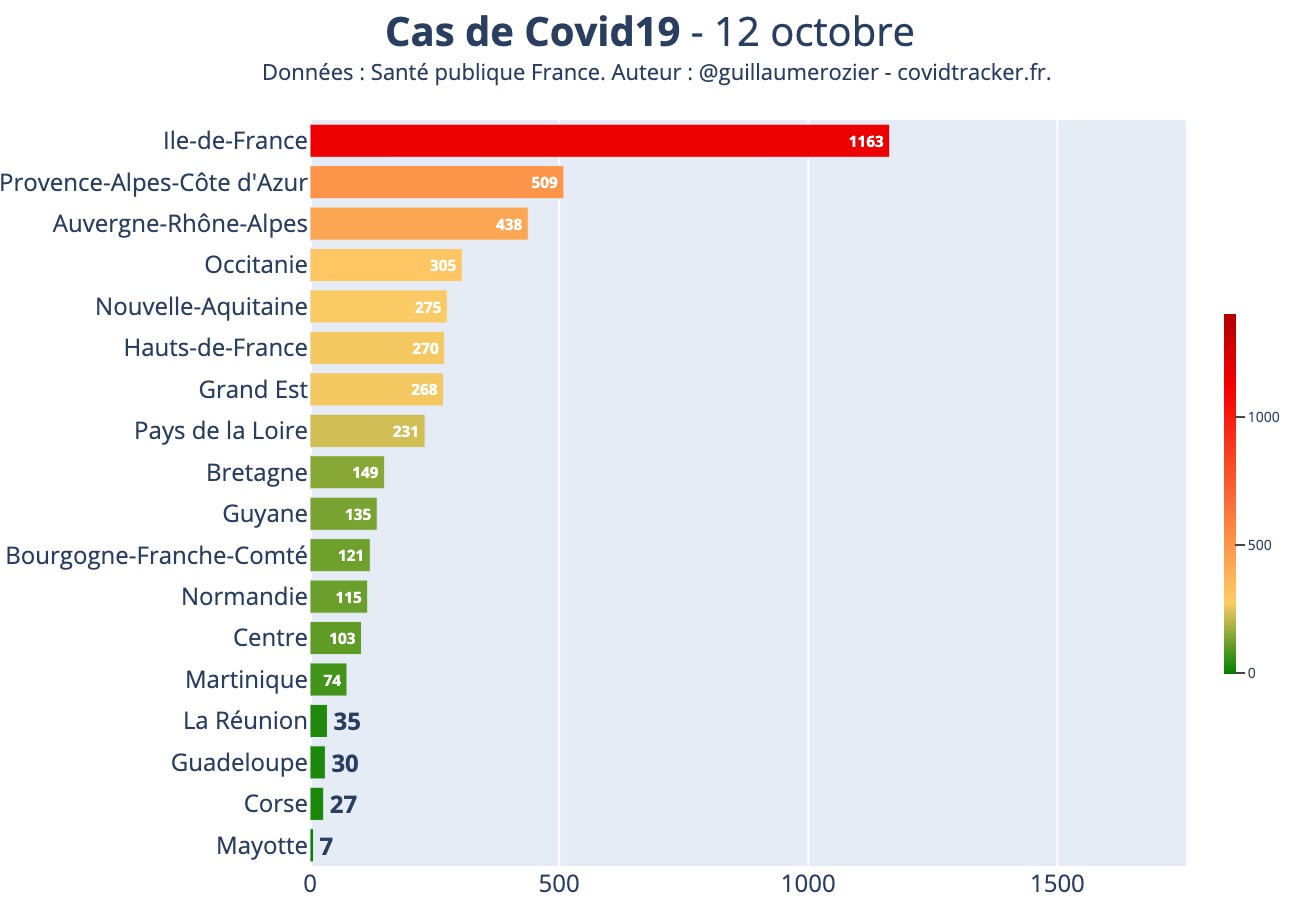 Cas de Covid19 - 12 octobre
Données : Santé publique France. Auteur : @guillaumerozier - covidtracker.fr.
Ile-de-France 1163
Provence-Alpes-Côte d'Azur 509
Auvergne-Rhône-Alpes 438
Occitanie 305
Nouvelle-Aquitaine 275
Hauts-de-France 270
Grand Est 268
Pays de la Loire 231
Bretagne 149
Guyane 135
Bourgogne-Franche-Comté 121
Normandie 115
Centre 103
Martinique 74
La Réunion 35
Guadeloupe 30
Corse 27
Mayotte 7
0 500 1000 1500
1000
500
0